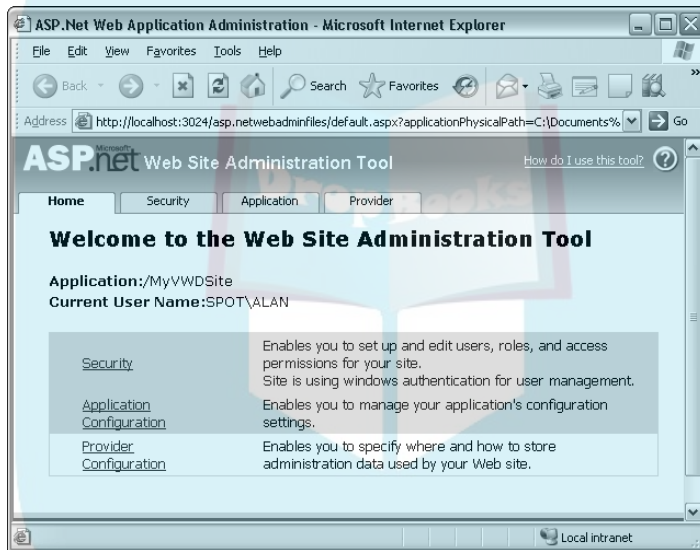 ASP.Net Web Application Administration - Microsoft Internet Explorer
File Edit View Favorites Tools Help
Back Search Favorites »
Address http://localhost:3024/asp.netwebadminfiles/default.aspx?applicationPhysicalPath=C:\Documents% Go
Microsoft
ASP.net Web Site Administration Tool How do I use this tool? ?
Home Security Application Provider
DropBooks
Welcome to the Web Site Administration Tool
Application:/MyVWDSite
Current User Name:SPOT\ALAN
Security
Enables you to set up and edit users, roles, and access
permissions for your site.
Site is using windows authentication for user management.
Application
Configuration
Enables you to manage your application's configuration
settings.
Provider
Configuration
Enables you to specify where and how to store
administration data used by your Web site.
Local intranet